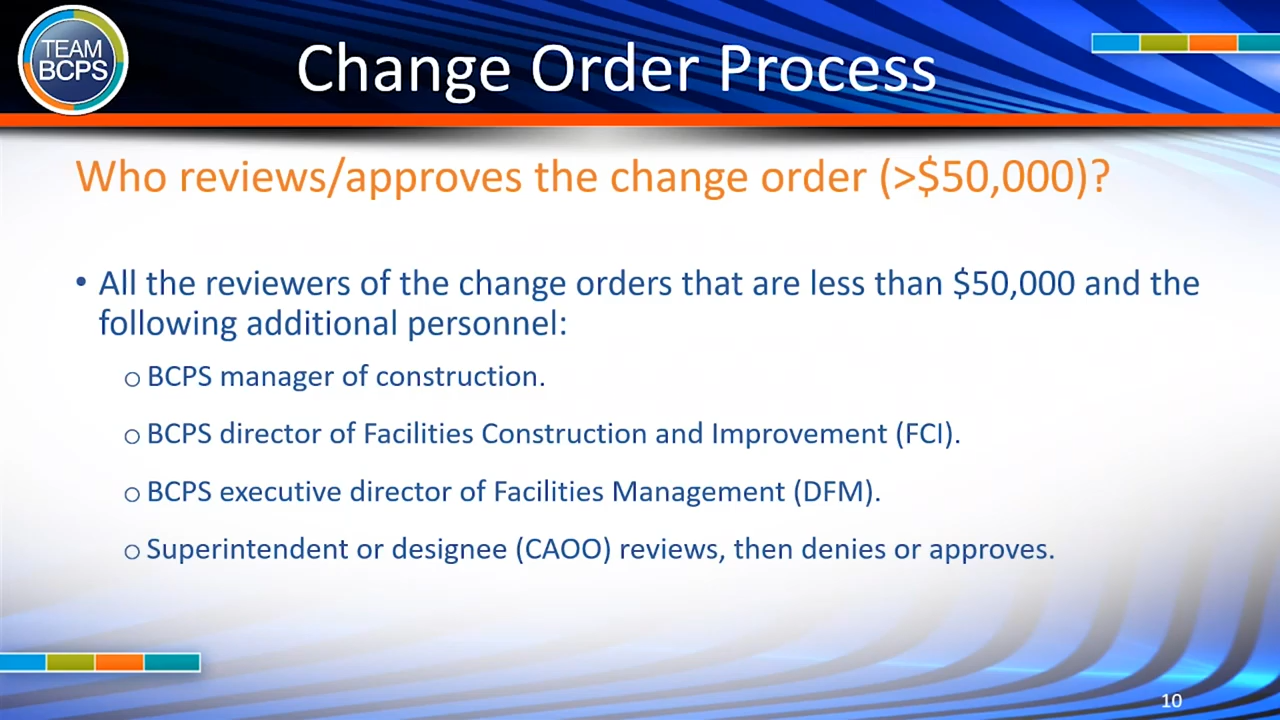 TEAM
BCPS
Change Order Process
Who reviews/approves the change order (>$50,000)?
• All the reviewers of the change orders that are less than $50,000 and the
following additional personnel:
o BCPS manager of construction.
o BCPS director of Facilities Construction and Improvement (FCI).
o BCPS executive director of Facilities Management (DFM).
o Superintendent or designee (CAOO) reviews, then denies or approves.
10